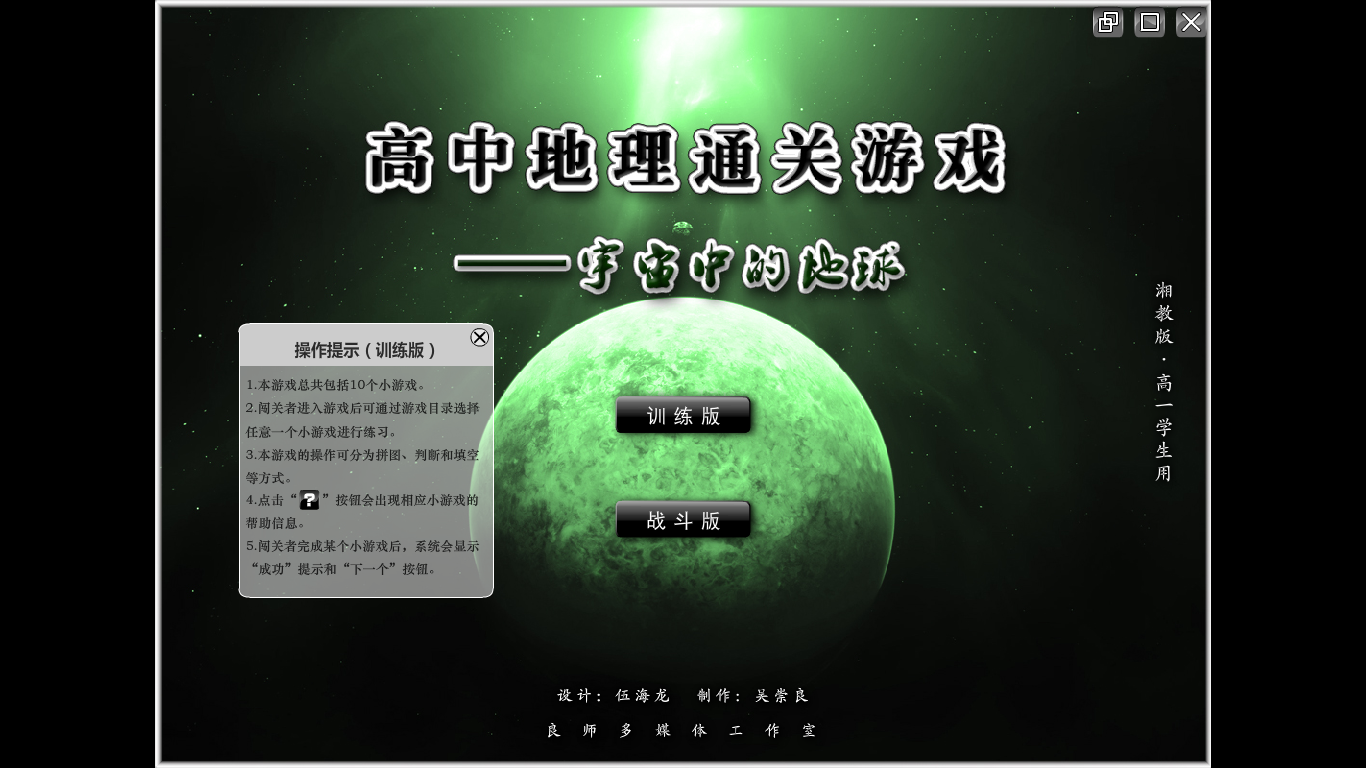 高中地理通关游戏
——宇宙中的地球
操作提示（训练版）
1.本游戏总共包括10个小游戏。
2.闯关者进入游戏后可通过游戏目录选择
任意一个小游戏进行练习。
3.本游戏的操作可分为拼图、判断和填空
等方式。
4.点击“?”按钮会出现相应小游戏的
帮助信息。
5.闯关者完成某个小游戏后，系统会显示
“成功”提示和“下一个”按钮。
训练版
战斗版
湘教版·高一学生用
设计：伍海龙 制作：吴崇良
良师多媒体工作室